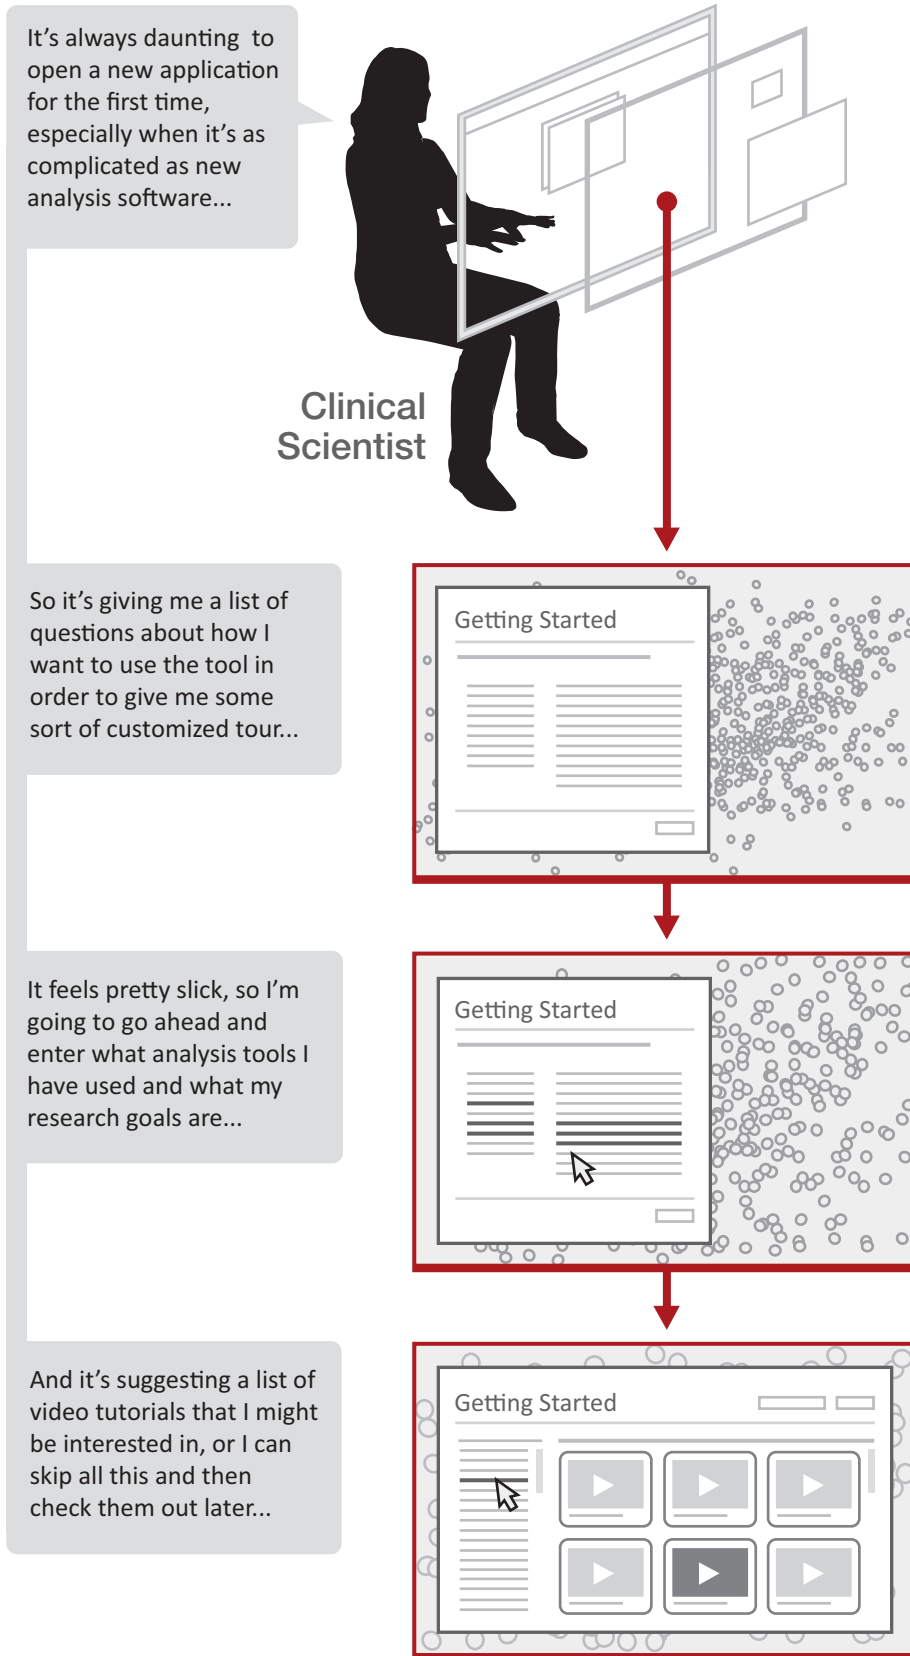 It's always daunting to
open a new application
for the first time,
especially when it's as
complicated as new
analysis software...
Clinical
Scientist
So it's giving me a list of
questions about how I
want to use the tool in
order to give me some
sort of customized tour...
Getting Started
It feels pretty slick, so I'm
going to go ahead and
enter what analysis tools I
have used and what my
research goals are...
Getting Started
And it's suggesting a list of
video tutorials that I might
be interested in, or I can
skip all this and then
check them out later...
Getting Started